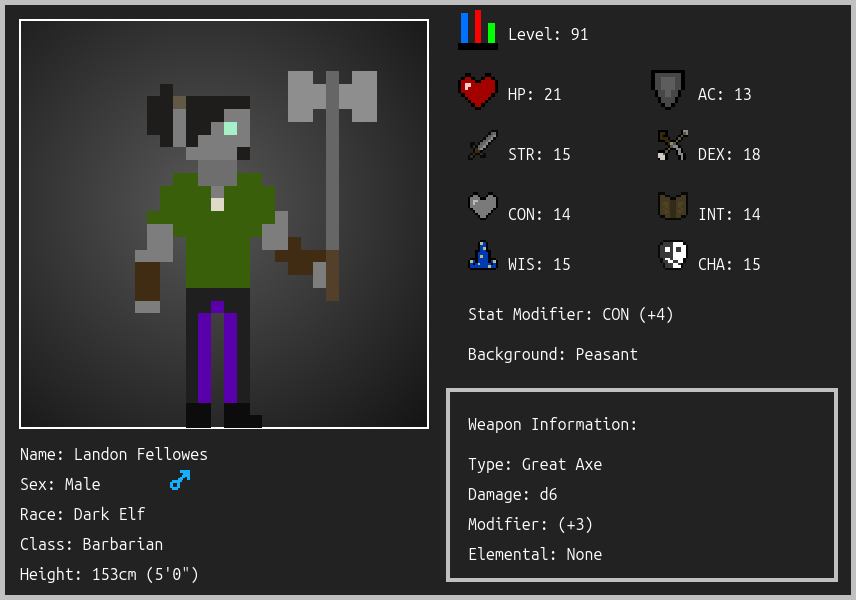 Level: 91
HP: 21
AC: 13
STR: 15
DEX: 18
CON: 14
INT: 14
WIS: 15
CHA: 15
Stat Modifier: CON (+4)
Background: Peasant
Name: Landon Fellowes
Sex: Male
Race: Dark Elf
Class: Barbarian
Height: 153cm (5'0")
Weapon Information:
Type: Great Axe
Damage: d6
Modifier: (+3)
Elemental: None